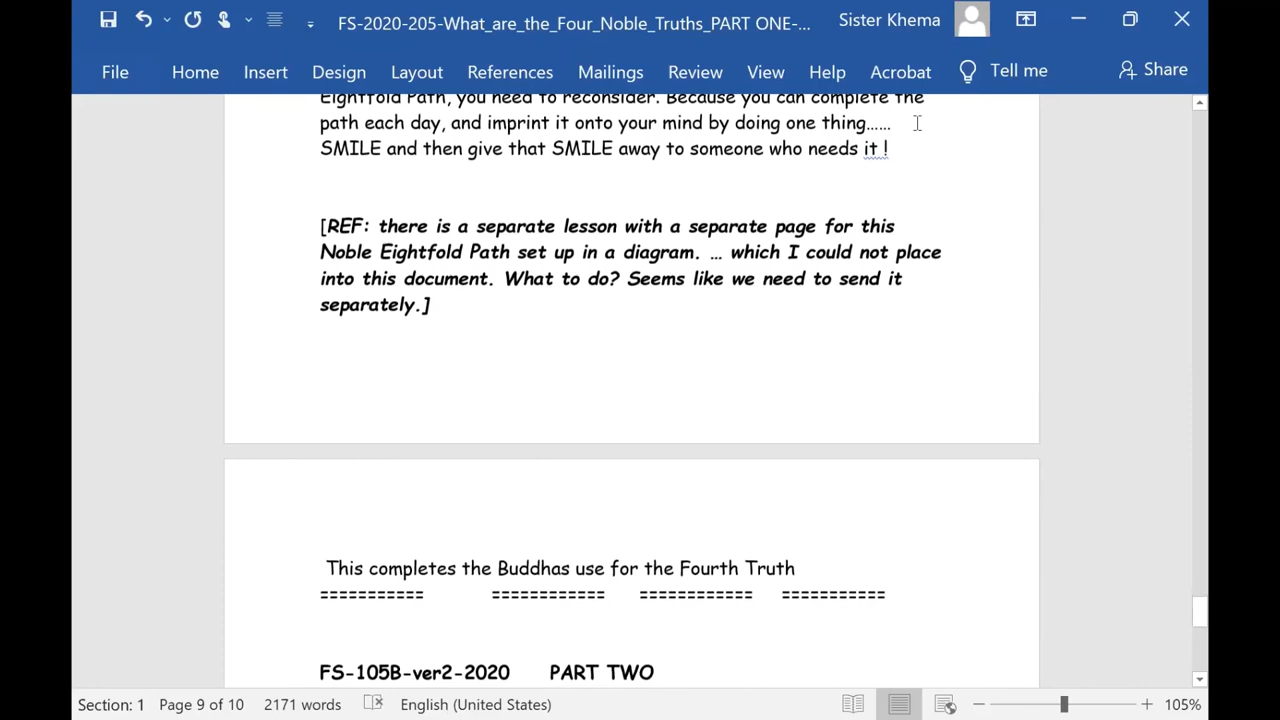 FS-2020-205-What_are_the_Four_Noble_Truths_PART ONE-... Sister Khema
File Home Insert Design Layout References Mailings Review View Help Acrobat Tell me Share
Eightfold Path, you need to reconsider. Because you can complete the
path each day, and imprint it onto your mind by doing one thing……
SMILE and then give that SMILE away to someone who needs it !
[REF: there is a separate lesson with a separate page for this
Noble Eightfold Path set up in a diagram. … which I could not place
into this document. What to do? Seems like we need to send it
separately.]
This completes the Buddhas use for the Fourth Truth
=========== ============ ============ ===========
FS-105B-ver2-2020 PART TWO
Section: 1 Page 9 of 10 2171 words English (United States) 105%